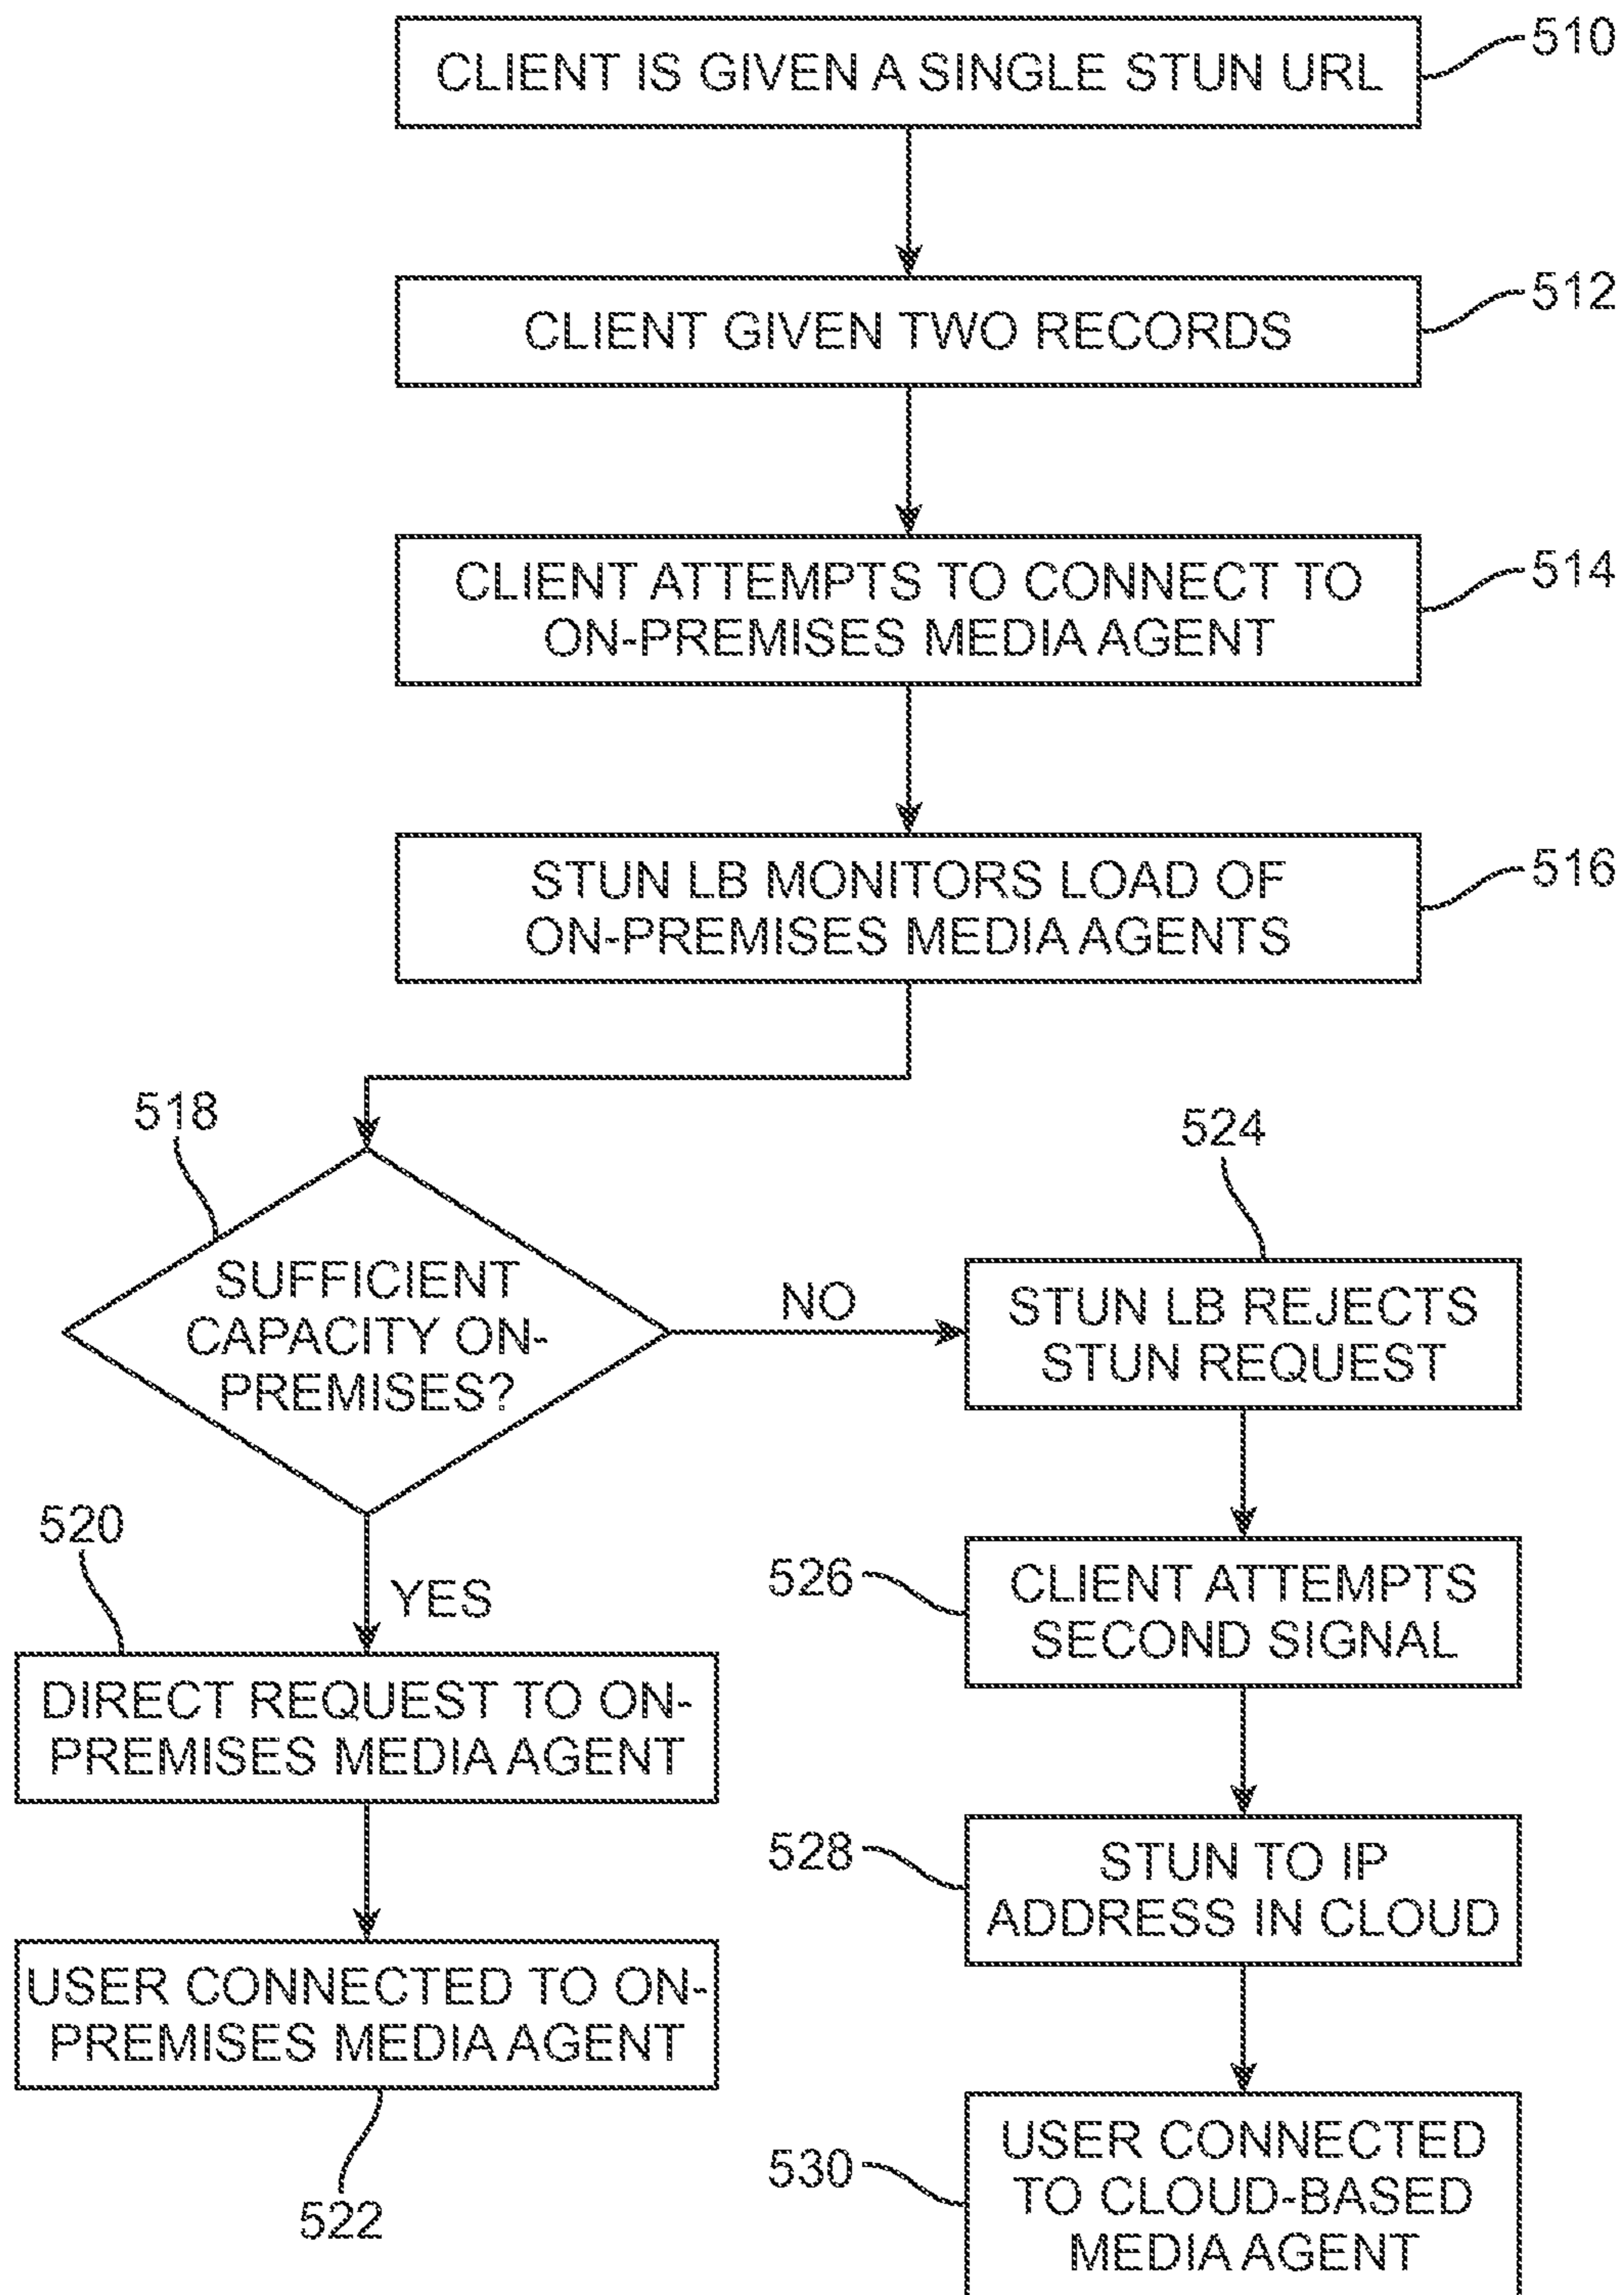 CLIENT IS GIVEN A SINGLE STUN URL
510
CLIENT GIVEN TWO RECORDS
512
CLIENT ATTEMPTS TO CONNECT TO
ON-PREMISES MEDIA AGENT
514
STUN LB MONITORS LOAD OF
ON-PREMISES MEDIA AGENTS
516
518
SUFFICIENT
CAPACITY ON-
PREMISES?
NO
YES
520
DIRECT REQUEST TO ON-
PREMISES MEDIA AGENT
USER CONNECTED TO ON-
PREMISES MEDIA AGENT
522
524
STUN LB REJECTS
STUN REQUEST
526
CLIENT ATTEMPTS
SECOND SIGNAL
528
STUN TO IP
ADDRESS IN CLOUD
530
USER CONNECTED
TO CLOUD-BASED
MEDIA AGENT